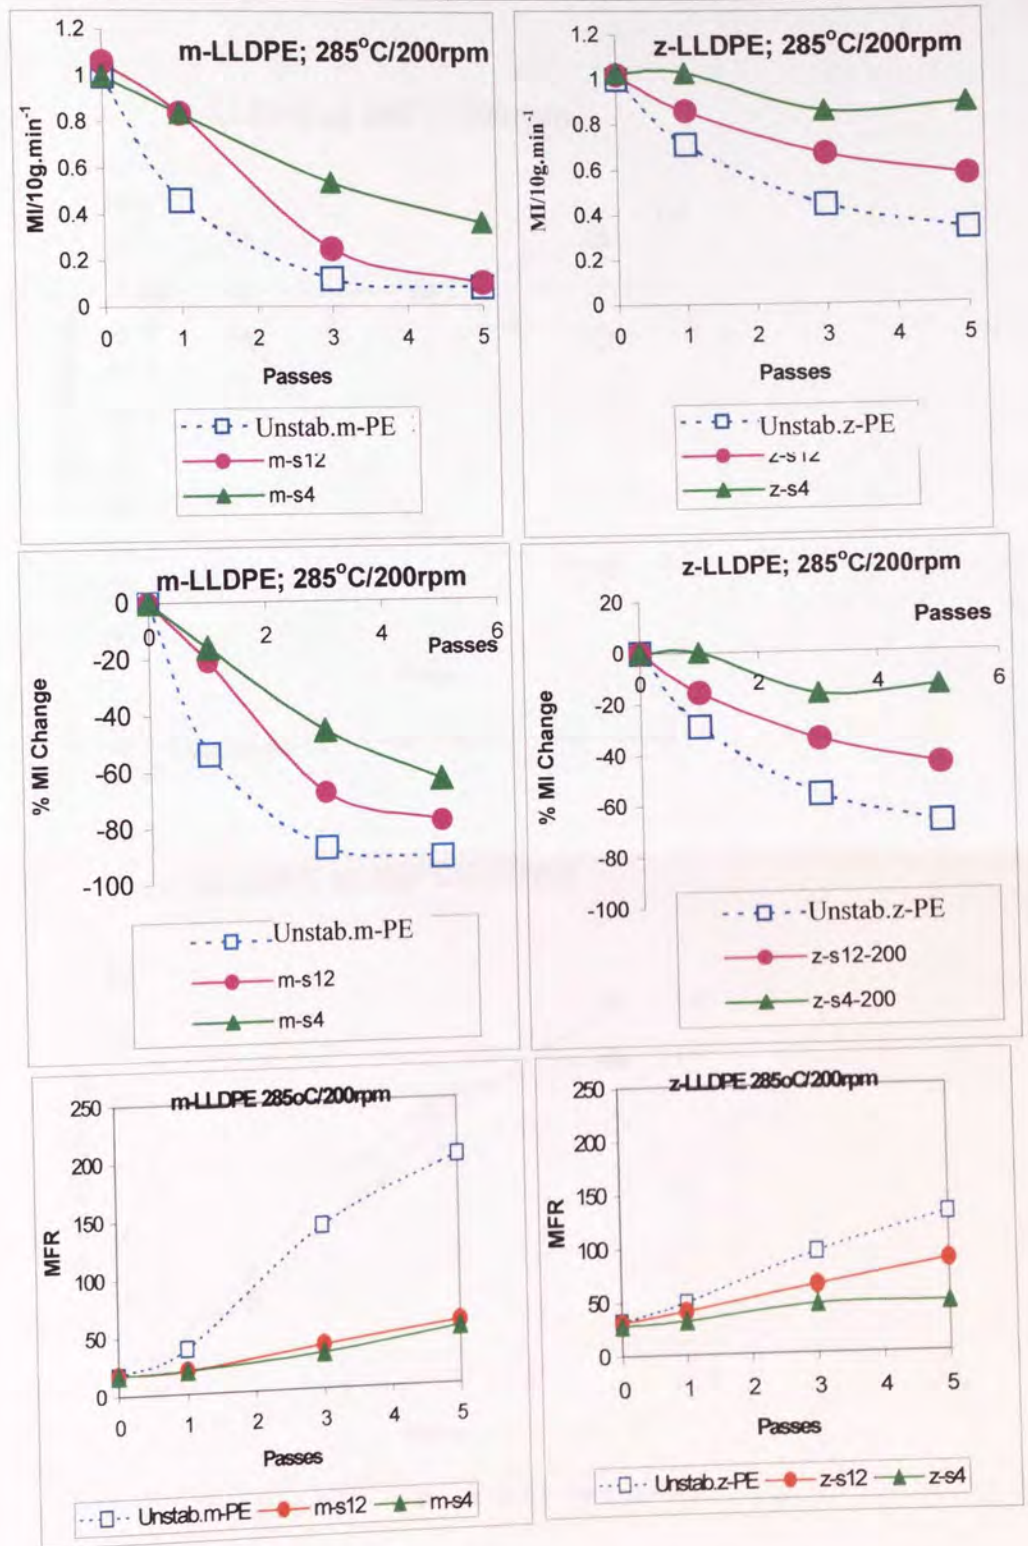 m-LLDPE; 285°C/200rpm
1.2
1
0.8
0.6
0.4
0.2
0
MI/10g.min⁻¹
0 1 2 3 4 5
Passes
Unstab.m-PE
m-s12
m-s4
z-LLDPE; 285°C/200rpm
1.2
1
0.8
0.6
0.4
0.2
0
MI/10g.min⁻¹
0 1 2 3 4 5
Passes
Unstab.z-PE
z-s12
z-s4
m-LLDPE; 285°C/200rpm
0
-20
-40
-60
-80
-100
% MI Change
0 2 4 6
Passes
Unstab.m-PE
m-s12
m-s4
z-LLDPE; 285°C/200rpm
20
0
-20
-40
-60
-80
-100
% MI Change
Passes
0 2 4 6
Unstab.z-PE
z-s12-200
z-s4-200
m-LLDPE 285oC/200rpm
250
200
150
100
50
0
MFR
0 1 2 3 4 5
Passes
Unstab.m-PE m-s12 m-s4
z-LLDPE 285oC/200rpm
250
200
150
100
50
0
MFR
0 1 2 3 4 5
Passes
Unstab.z-PE z-s12 z-s4